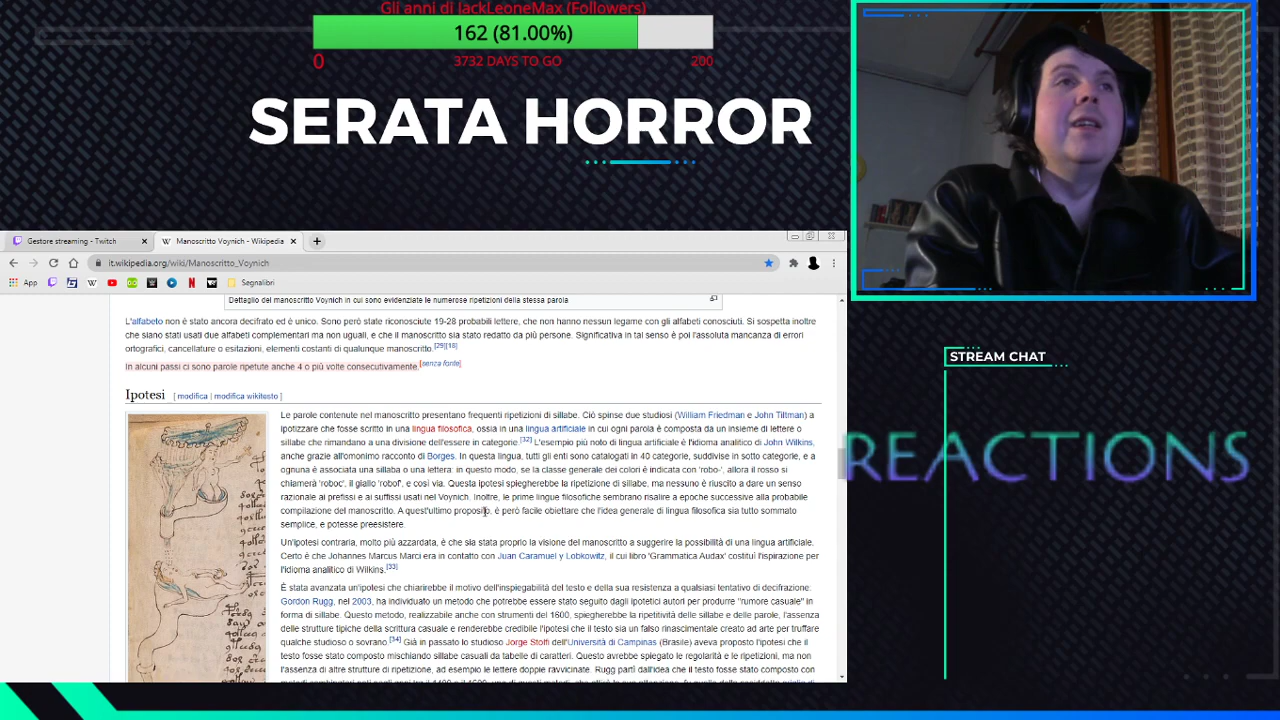 Gli anni di JackLeoneMax (Followers)
162 (81.00%)
0
3732 DAYS TO GO
200
SERATA HORROR
Gestore streaming - Twitch
Manoscritto Voynich - Wikipedia
it.wikipedia.org/wiki/Manoscritto_Voynich
App
Segnalibri
Dettaglio del manoscritto Voynich in cui sono evidenziate le numerose ripetizioni della stessa parola
L'alfabeto non è stato ancora decifrato ed è unico. Sono però state riconosciute 19-28 probabili lettere, che non hanno nessun legame con gli alfabeti conosciuti. Si sospetta inoltre
che siano stati usati due alfabeti complementari ma non uguali, e che il manoscritto sia stato redatto da più persone. Significativa in tal senso è poi l'assoluta mancanza di errori
ortografici, cancellature o esitazioni, elementi costanti di qualunque manoscritto.[29][18]
In alcuni passi ci sono parole ripetute anche 4 o più volte consecutivamente.[senza fonte]
Ipotesi [ modifica | modifica wikitesto ]
Le parole contenute nel manoscritto presentano frequenti ripetizioni di sillabe. Ciò spinse due studiosi (William Friedman e John Tiltman) a
ipotizzare che fosse scritto in una lingua filosofica, ossia in una lingua artificiale in cui ogni parola è composta da un insieme di lettere o
sillabe che rimandano a una divisione dell'essere in categorie.[32] L'esempio più noto di lingua artificiale è l'idioma analitico di John Wilkins,
anche grazie all'omonimo racconto di Borges. In questa lingua, tutti gli enti sono catalogati in 40 categorie, suddivise in sotto categorie, e a
ognuna è associata una sillaba o una lettera: in questo modo, se la classe generale dei colori è indicata con 'robo-', allora il rosso si
chiamerà 'roboc', il giallo 'robof', e così via. Questa ipotesi spiegherebbe la ripetizione di sillabe, ma nessuno è riuscito a dare un senso
razionale ai prefissi e ai suffissi usati nel Voynich. Inoltre, le prime lingue filosofiche sembrano risalire a epoche successive alla probabile
compilazione del manoscritto. A quest'ultimo proposito, è però facile obiettare che l'idea generale di lingua filosofica sia tutto sommato
semplice, e potesse preesistere.
Un'ipotesi contraria, molto più azzardata, è che sia stata proprio la visione del manoscritto a suggerire la possibilità di una lingua artificiale.
Certo è che Johannes Marcus Marci era in contatto con Juan Caramuel y Lobkowitz, il cui libro 'Grammatica Audax' costituì l'ispirazione per
l'idioma analitico di Wilkins.[33]
È stata avanzata un'ipotesi che chiarirebbe il motivo dell'inspiegabilità del testo e della sua resistenza a qualsiasi tentativo di decifrazione:
Gordon Rugg, nel 2003, ha individuato un metodo che potrebbe essere stato seguito dagli ipotetici autori per produrre "rumore casuale" in
forma di sillabe. Questo metodo, realizzabile anche con strumenti del 1600, spiegherebbe la ripetitività delle sillabe e delle parole, l'assenza
delle strutture tipiche della scrittura casuale e renderebbe credibile l'ipotesi che il testo sia un falso rinascimentale creato ad arte per truffare
qualche studioso o sovrano.[34] Già in passato lo studioso Jorge Stolfi dell'Università di Campinas (Brasile) aveva proposto l'ipotesi che il
testo fosse stato composto mischiando sillabe casuali da tabelle di caratteri. Questo avrebbe spiegato le regolarità e le ripetizioni, ma non
l'assenza di altre strutture di ripetizione, ad esempio le lettere doppie ravvicinate. Rugg partì dall'idea che il testo fosse stato composto con
STREAM CHAT
REACTIONS